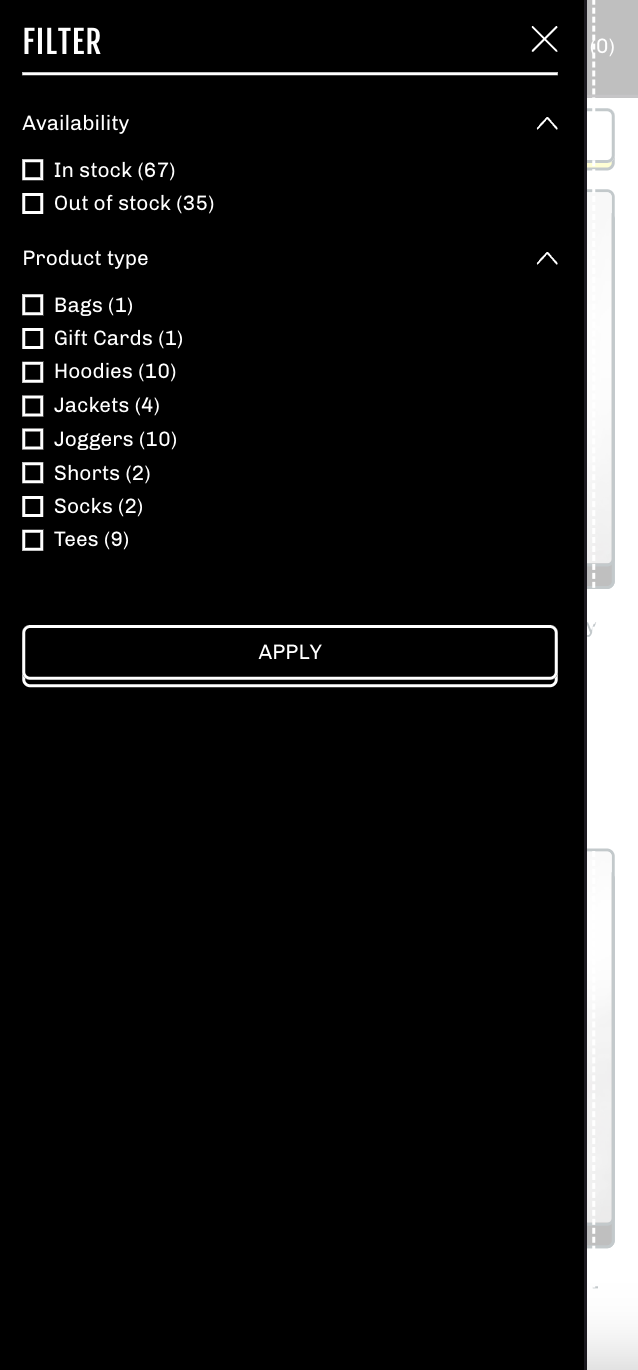 FILTER
0)
Availability
In stock (67)
Out of stock (35)
Product type
Bags (1)
Gift Cards (1)
Hoodies (10)
Jackets (4)
Joggers (10)
Shorts (2)
Socks (2)
Tees (9)
APPLY